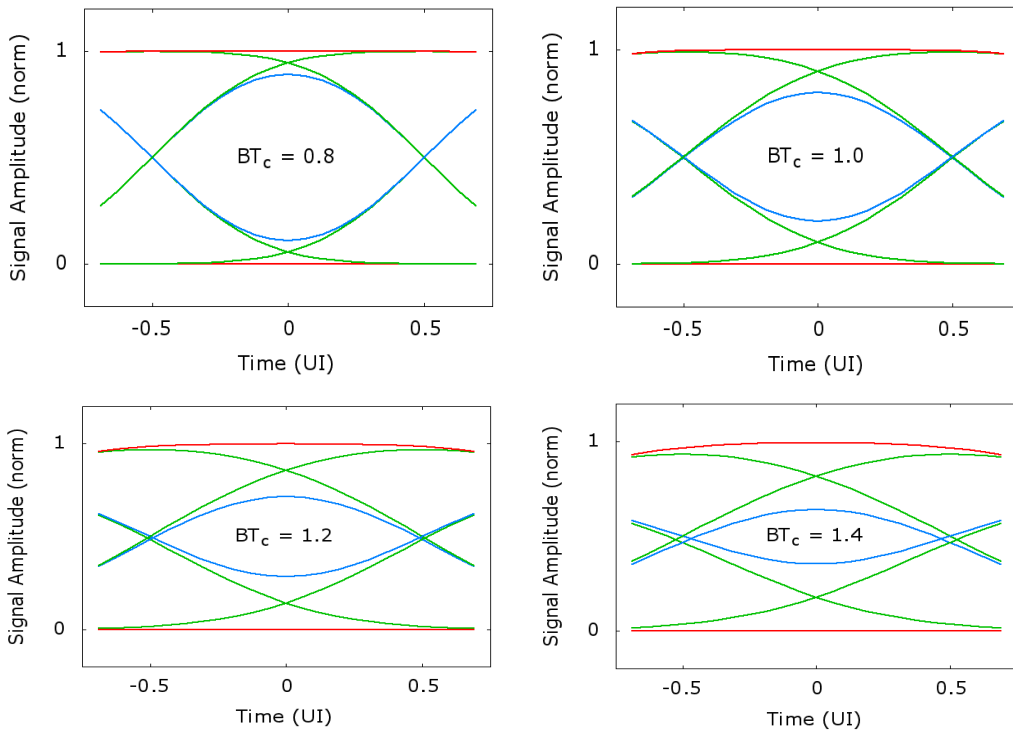 Signal Amplitude (norm)
1
0
BTc = 0.8
-0.5 0 0.5
Time (UI)
Signal Amplitude (norm)
1
0
BTc = 1.0
-0.5 0 0.5
Time (UI)
Signal Amplitude (norm)
1
0
BTc = 1.2
-0.5 0 0.5
Time (UI)
Signal Amplitude (norm)
1
0
BTc = 1.4
-0.5 0 0.5
Time (UI)